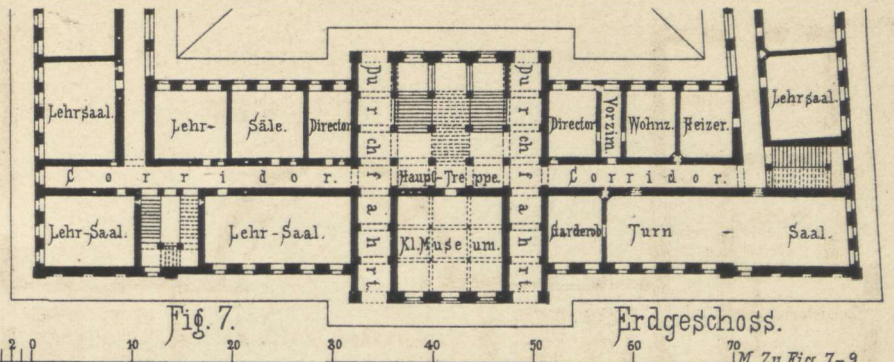 Lehrsaal.
Lehr-
Säle.
Director
Durchfahrt.
Durchfahrt.
Director
Vorzim.
Wohnz.
Heizer.
Lehrsaal.
Corridor.
Haupt-Treppe.
Corridor.
Lehr-Saal.
Lehr-Saal.
Kl. Museum.
Garderob
Turn - Saal.
Fig. 7.
Erdgeschoss.
2 0 10 20 30 40 50 60 70
M. Zu Fig. 7-9